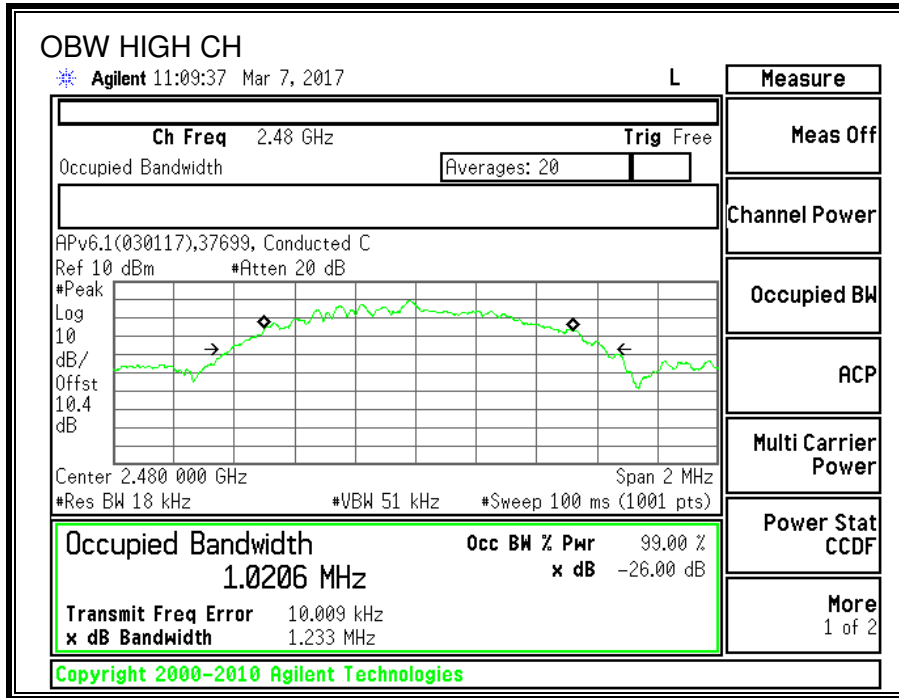 OBW HIGH CH
Agilent 11:09:37 Mar 7, 2017 L
Measure
Ch Freq 2.48 GHz Trig Free
Meas Off
Occupied Bandwidth Averages: 20
Channel Power
APv6.1(030117),37699, Conducted C
Ref 10 dBm #Atten 20 dB
#Peak
Log
10
dB/
Offst
10.4
dB
Occupied BW
ACP
Center 2.480 000 GHz Span 2 MHz
#Res BW 18 kHz #VBW 51 kHz #Sweep 100 ms (1001 pts)
Multi Carrier
Power
Occupied Bandwidth Occ BW % Pwr 99.00 %
1.0206 MHz x dB -26.00 dB
Power Stat
CCDF
Transmit Freq Error 10.009 kHz
x dB Bandwidth 1.233 MHz
More
1 of 2
Copyright 2000-2010 Agilent Technologies